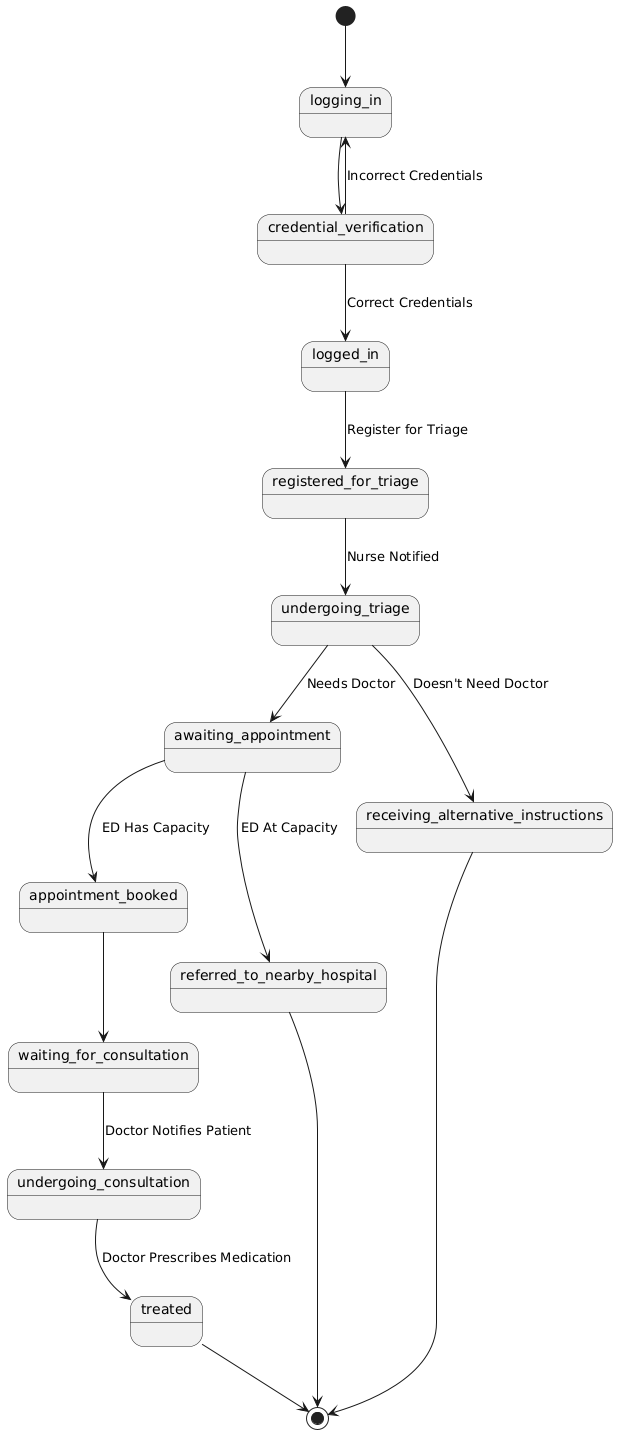 logging_in
Incorrect Credentials
credential_verification
Correct Credentials
logged_in
Register for Triage
registered_for_triage
Nurse Notified
undergoing_triage
Needs Doctor
Doesn't Need Doctor
awaiting_appointment
receiving_alternative_instructions
ED Has Capacity
ED At Capacity
appointment_booked
referred_to_nearby_hospital
waiting_for_consultation
Doctor Notifies Patient
undergoing_consultation
Doctor Prescribes Medication
treated